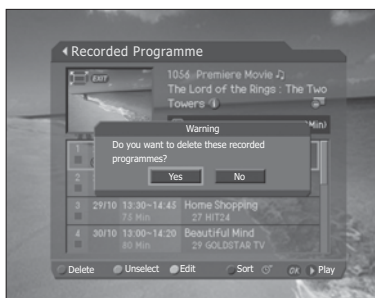 Recorded Programme
EXIT
1056 Premiere Movie
The Lord of the Rings : The Two
Towers
Min)
Warning
Do you want to delete these recorded
programmes?
Yes No
1
2
3 29/10 13:30~14:45 Home Shopping
75 Min 27 HIT24
4 30/10 13:00~14:20 Beautiful Mind
80 Min 29 GOLDSTAR TV
Delete Unselect Edit Sort OK Play